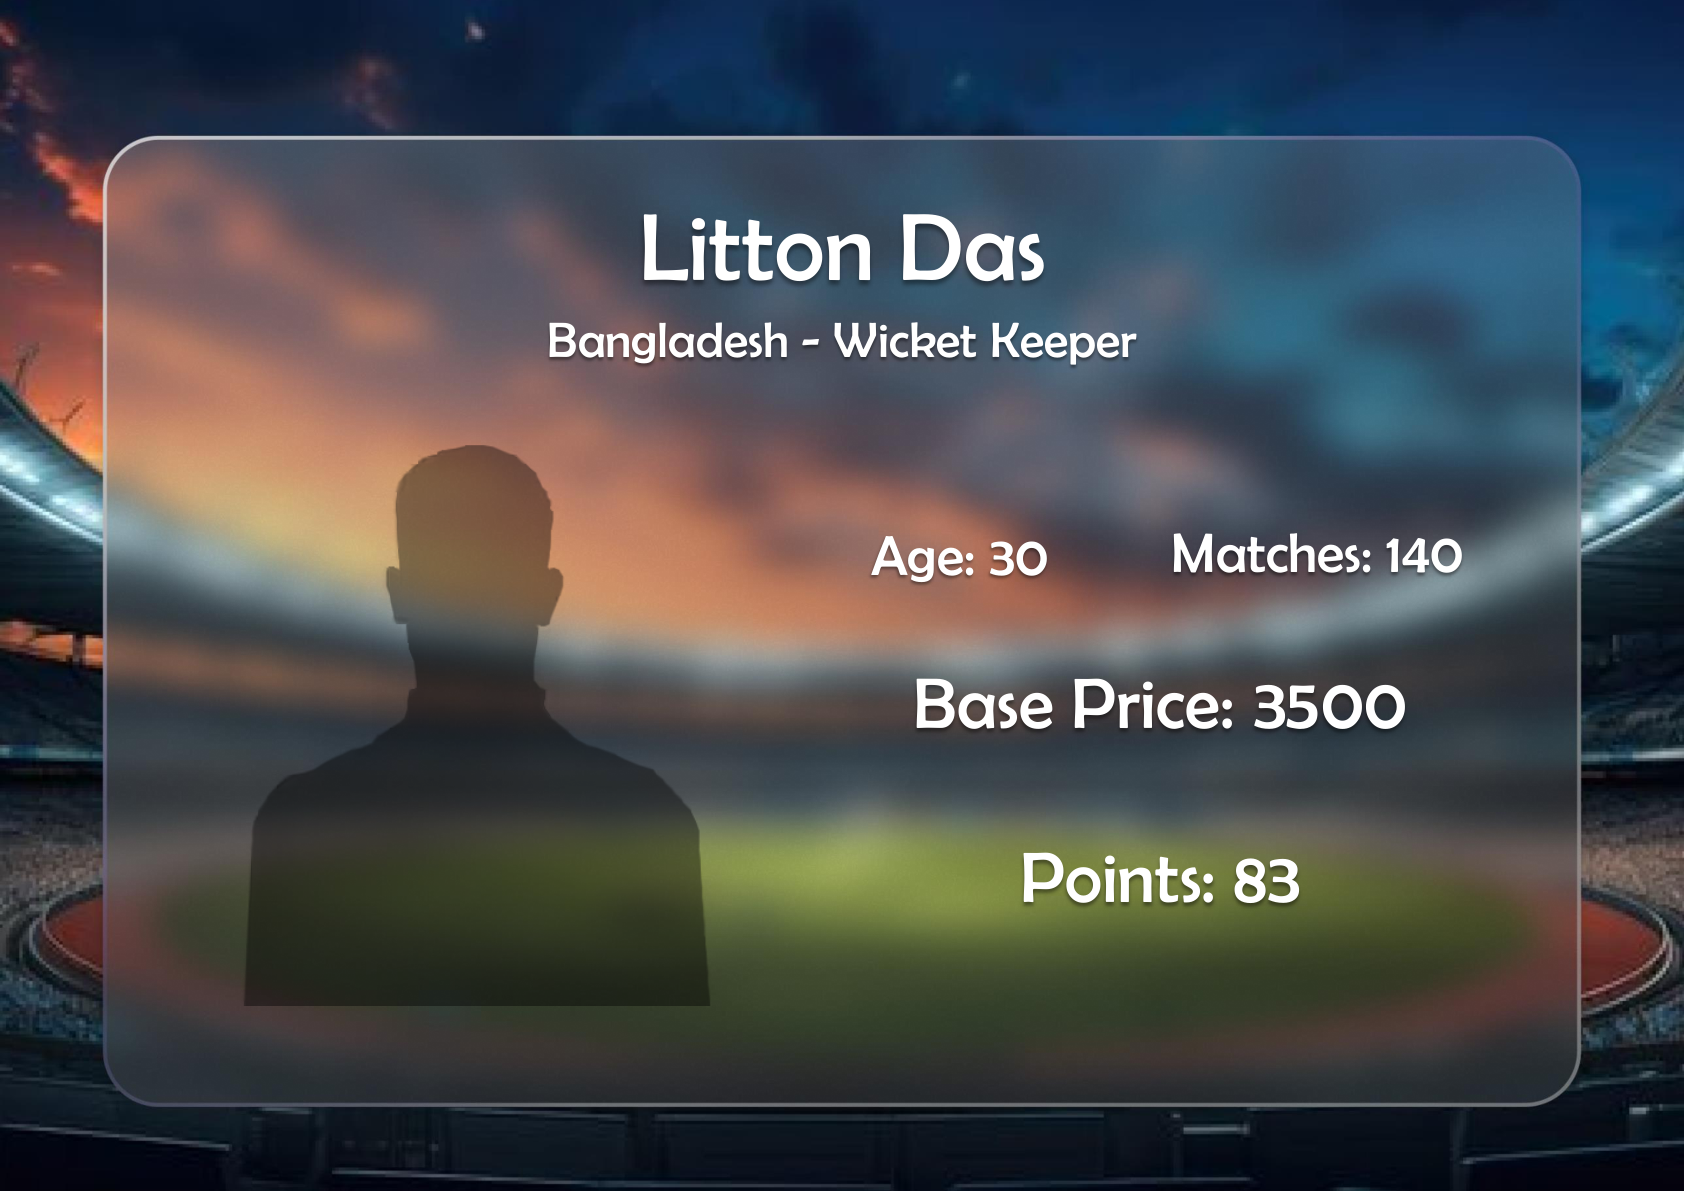 Litton Das
Bangladesh - Wicket Keeper
Age: 30 Matches: 140
Base Price: 3500
Points: 83